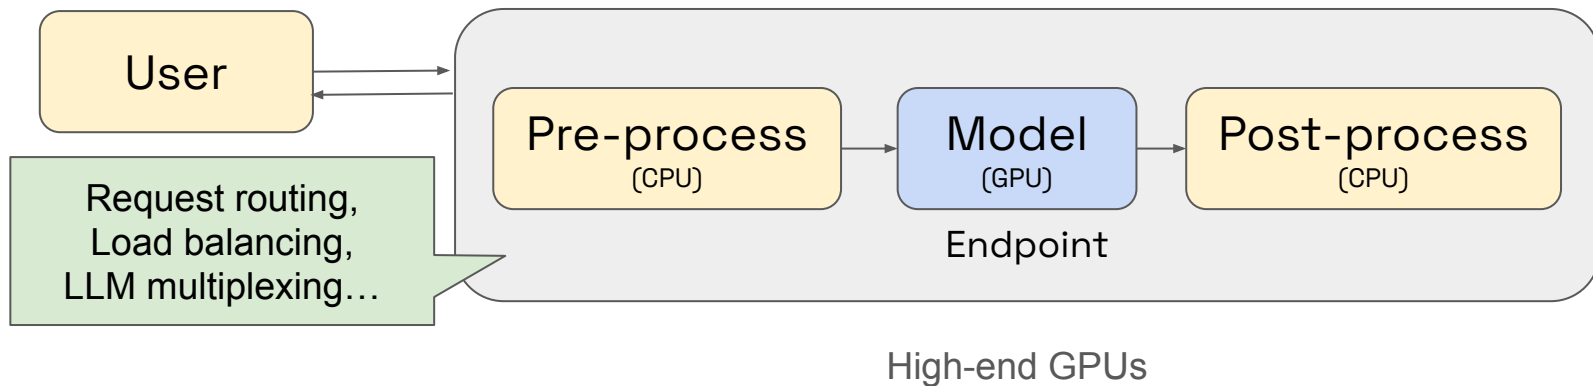 User
Pre-process
(CPU)
Model
(GPU)
Post-process
(CPU)
Endpoint
Request routing,
Load balancing,
LLM multiplexing…
High-end GPUs